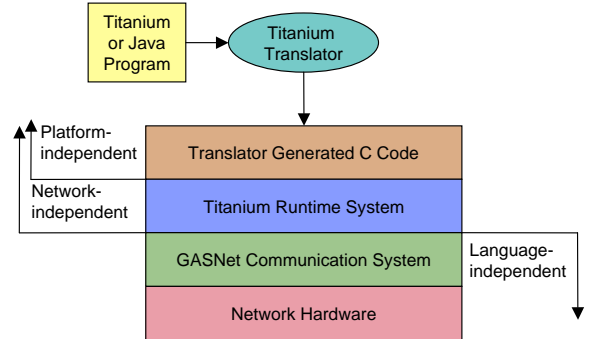 Titanium
or Java
Program
Titanium
Translator
Platform-
independent
Translator Generated C Code
Network-
independent
Titanium Runtime System
GASNet Communication System
Language-
independent
Network Hardware